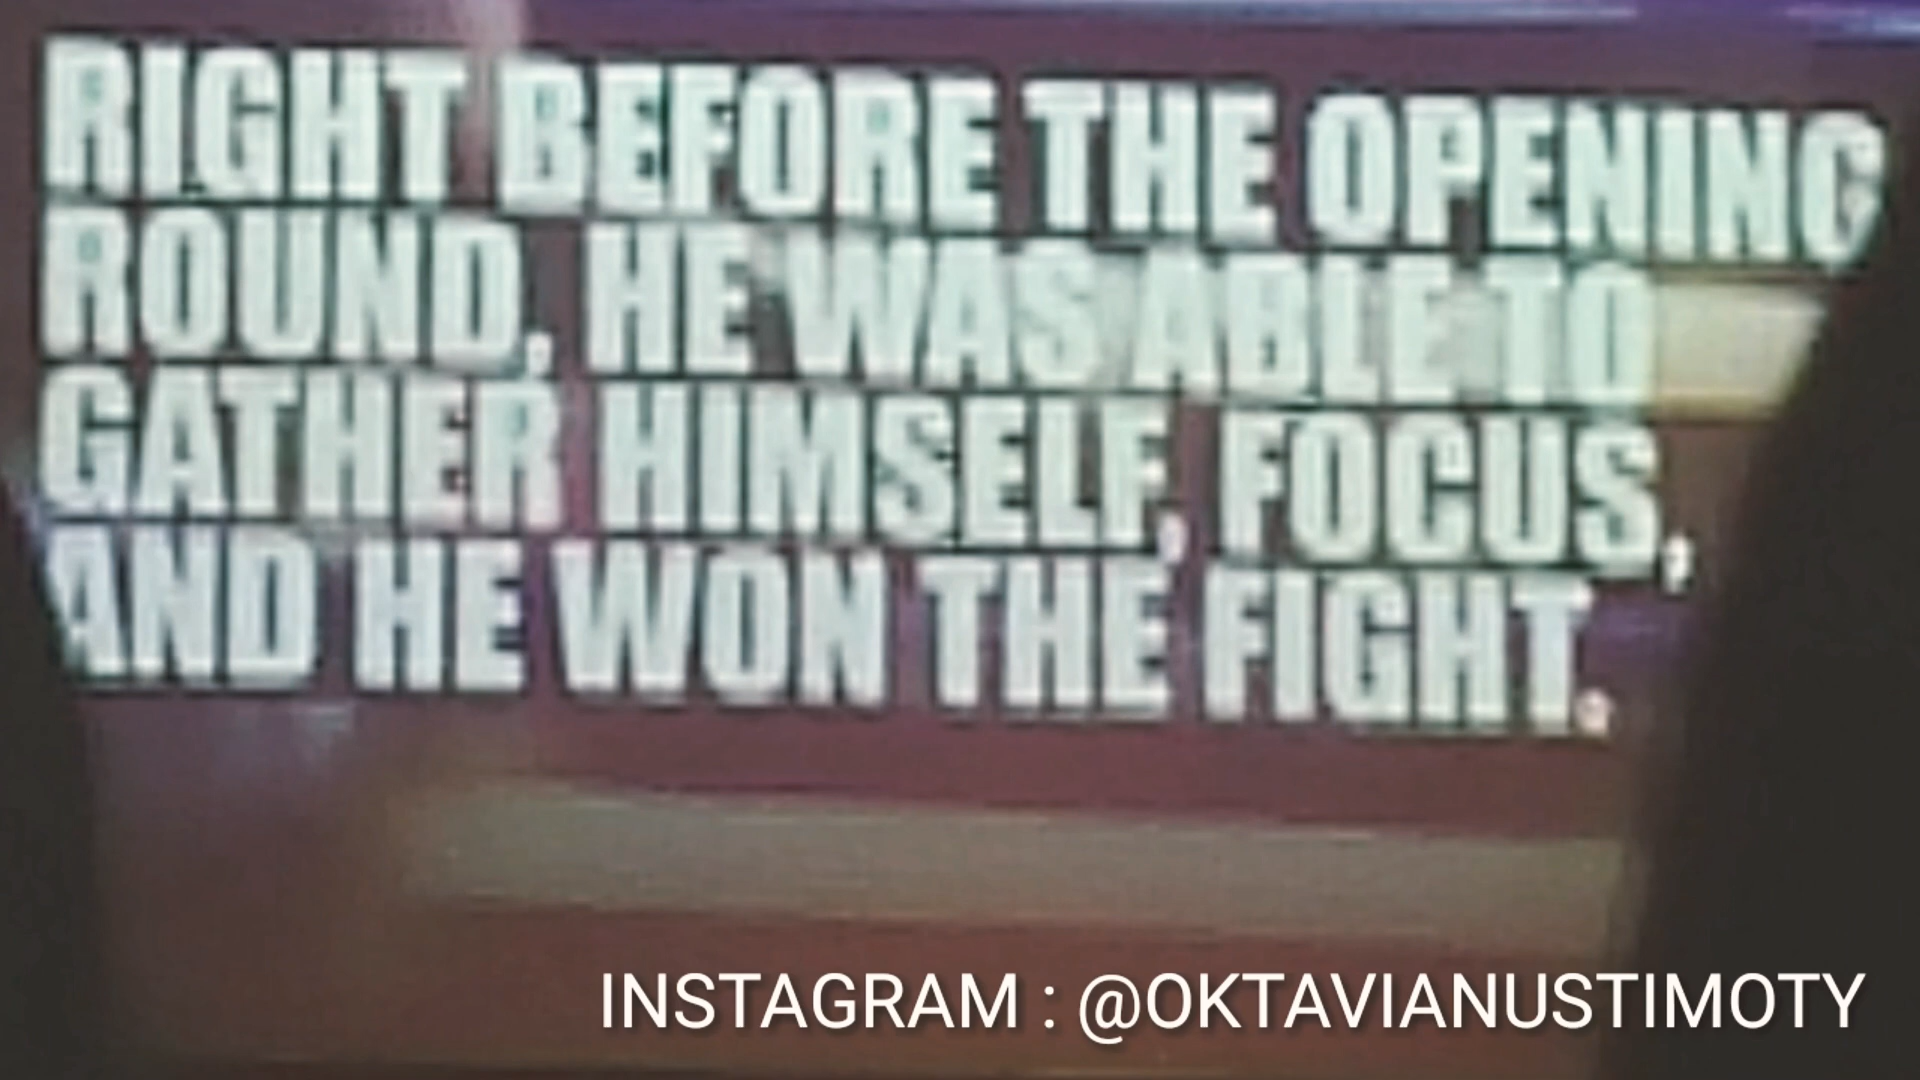 RIGHT BEFORE THE OPENING
ROUND, HE WAS ABLE TO
GATHER HIMSELF, FOCUS,
AND HE WON THE FIGHT.
INSTAGRAM : @OKTAVIANUSTIMOTY